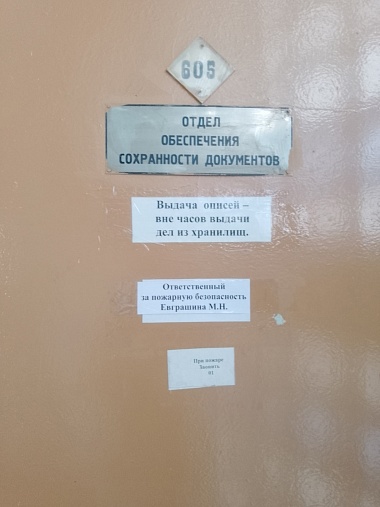 605
ОТДЕЛ
ОБЕСПЕЧЕНИЯ
СОХРАННОСТИ ДОКУМЕНТОВ
Выдача описей –
вне часов выдачи
дел из хранилищ.
Ответственный
за пожарную безопасность
Евграшина М.Н.
При пожаре
Звонить
01